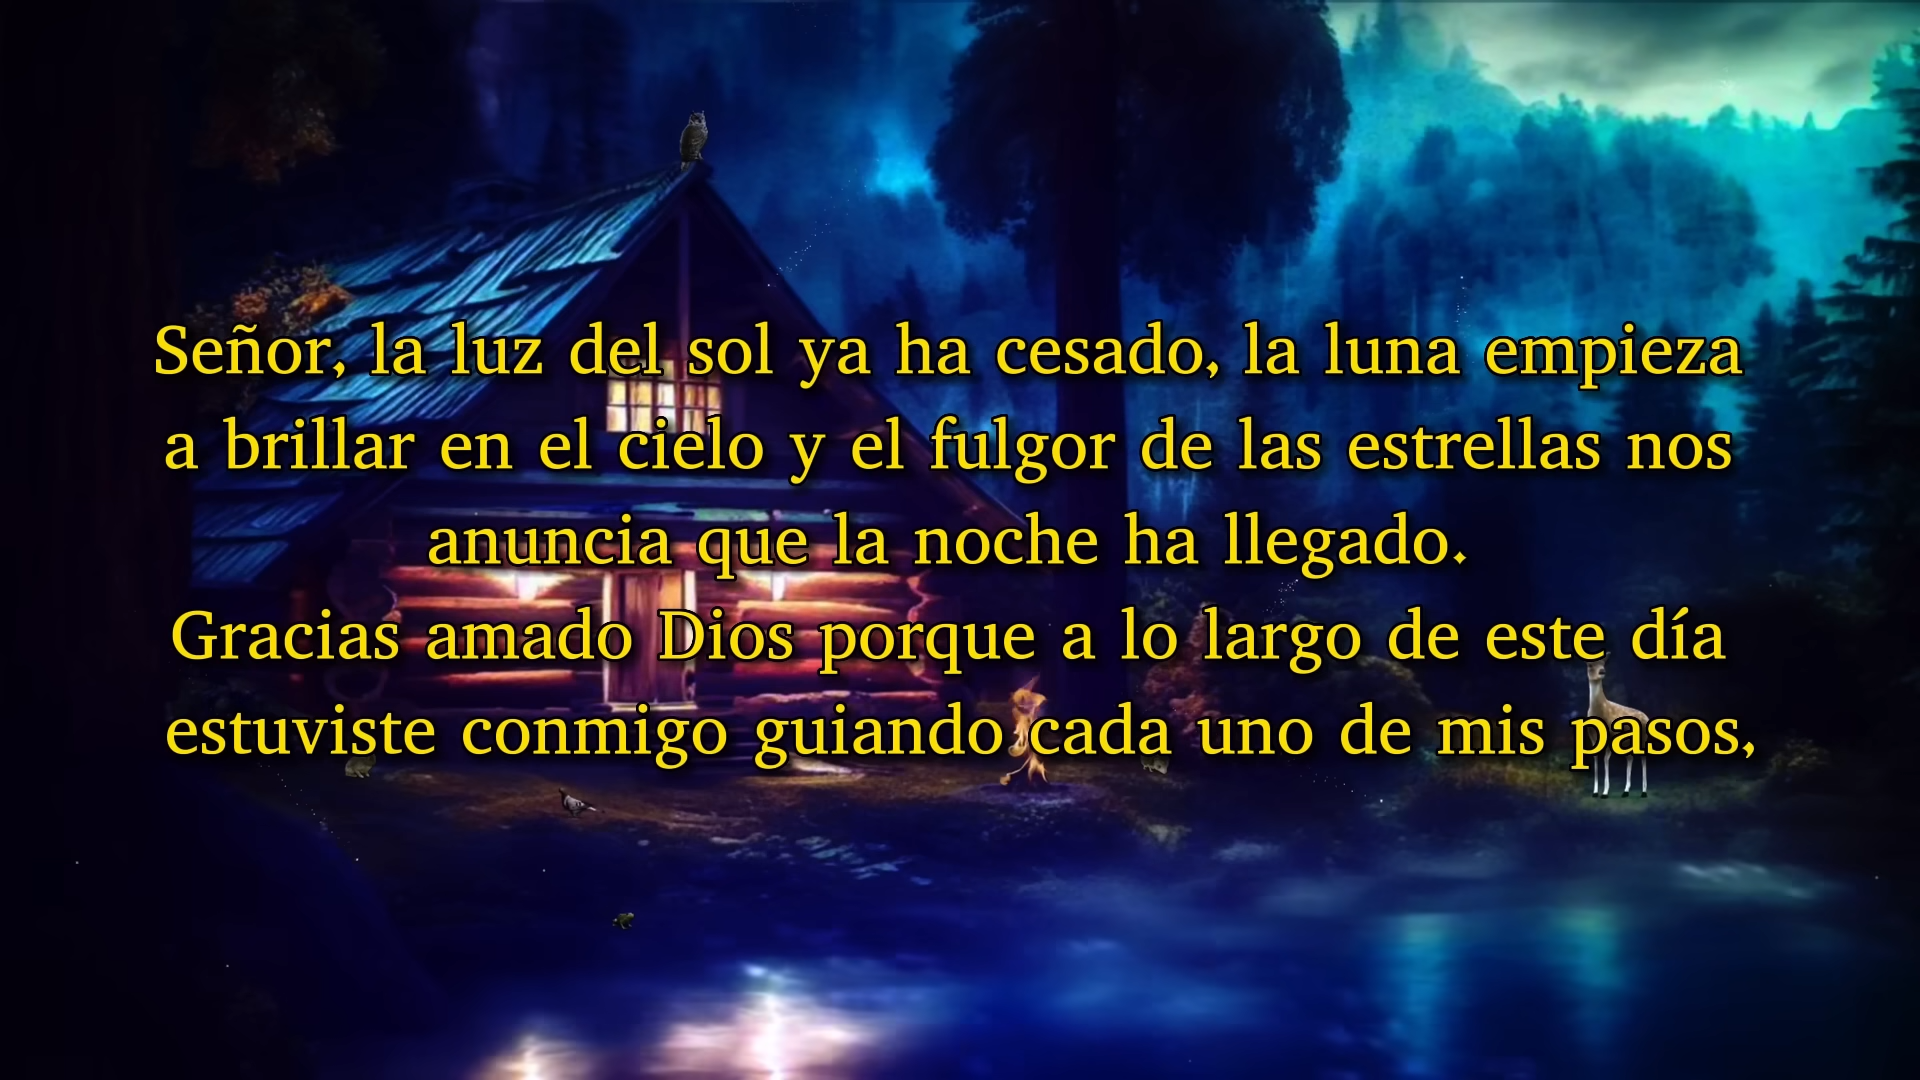 Señor, la luz del sol ya ha cesado, la luna empieza
a brillar en el cielo y el fulgor de las estrellas nos
anuncia que la noche ha llegado.
Gracias amado Dios porque a lo largo de este día
estuviste conmigo guiando cada uno de mis pasos,